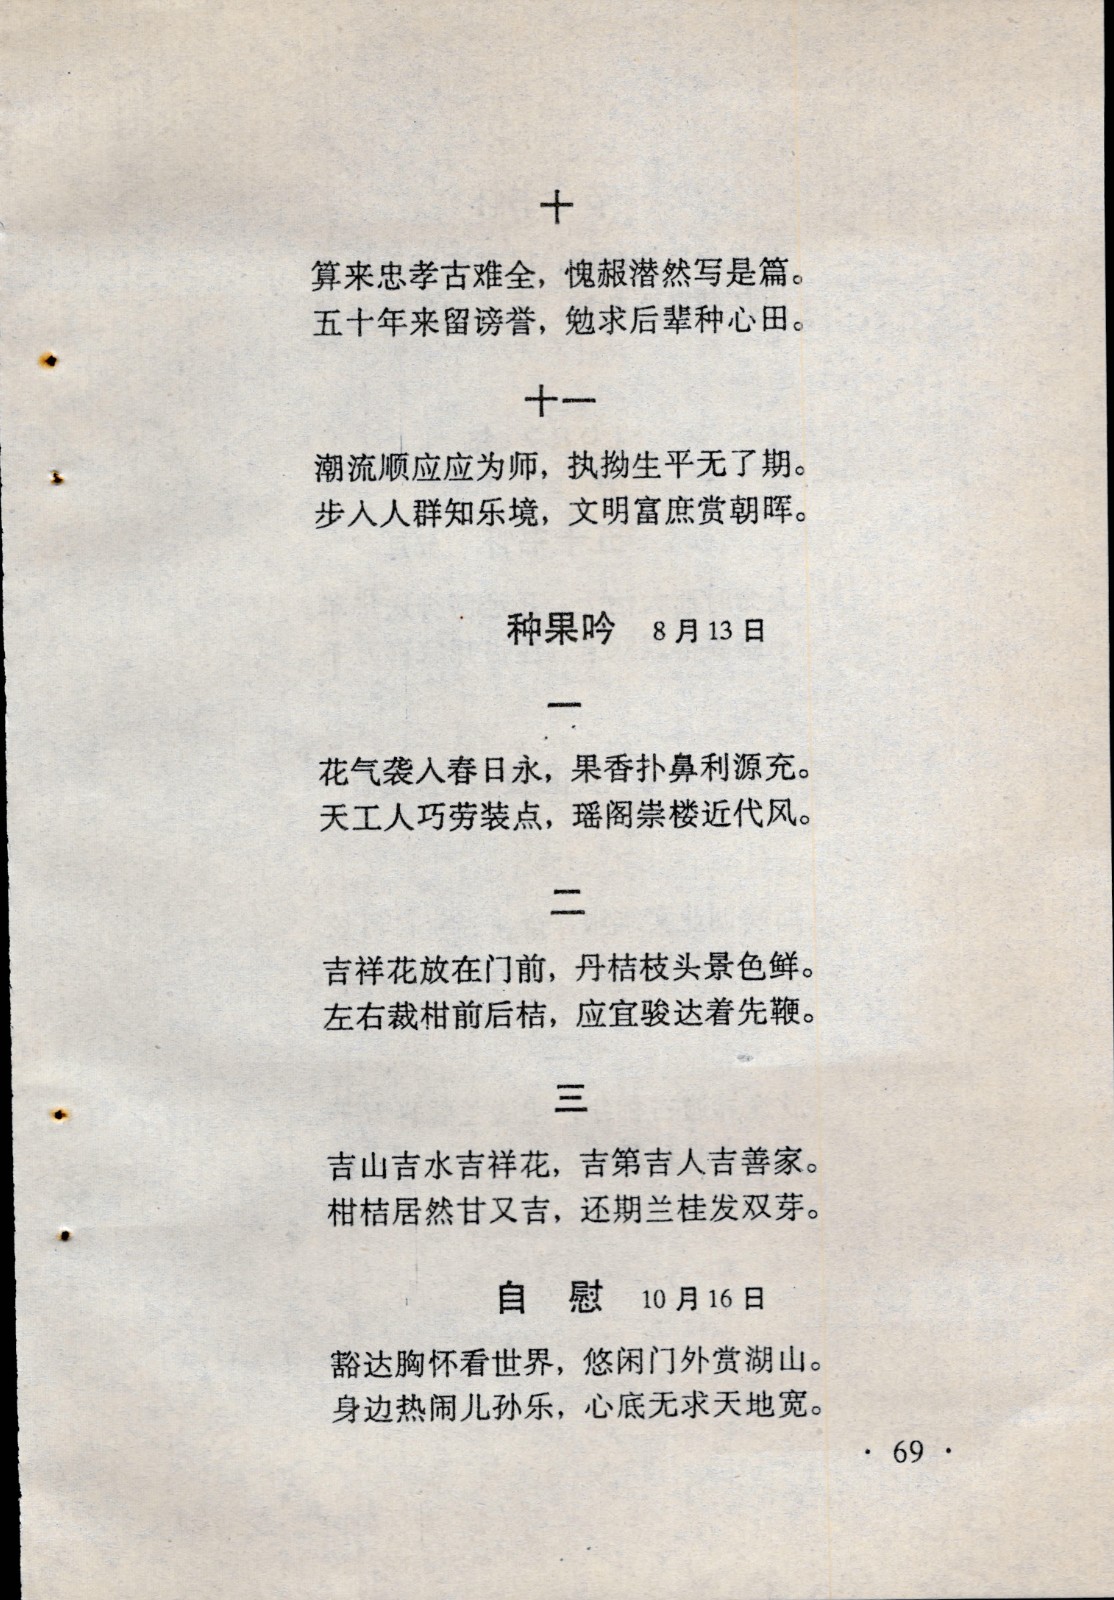 十
算来忠孝古难全，愧赧潸然写是篇。
五十年来留谤誉，勉求后辈种心田。
十一
潮流顺应应为师，执拗生平无了期。
步入人群知乐境，文明富庶赏朝晖。
种果吟 8月13日
一
花气袭入春日永，果香扑鼻利源充。
天工人巧劳装点，瑶阁崇楼近代风。
二
吉祥花放在门前，丹桔枝头景色鲜。
左右裁柑前后桔，应宜骏达着先鞭。
三
吉山吉水吉祥花，吉第吉人吉善家。
柑桔居然甘又吉，还期兰桂发双芽。
自 慰 10月16日
豁达胸怀看世界，悠闲门外赏湖山。
身边热闹儿孙乐，心底无求天地宽。
· 69 ·